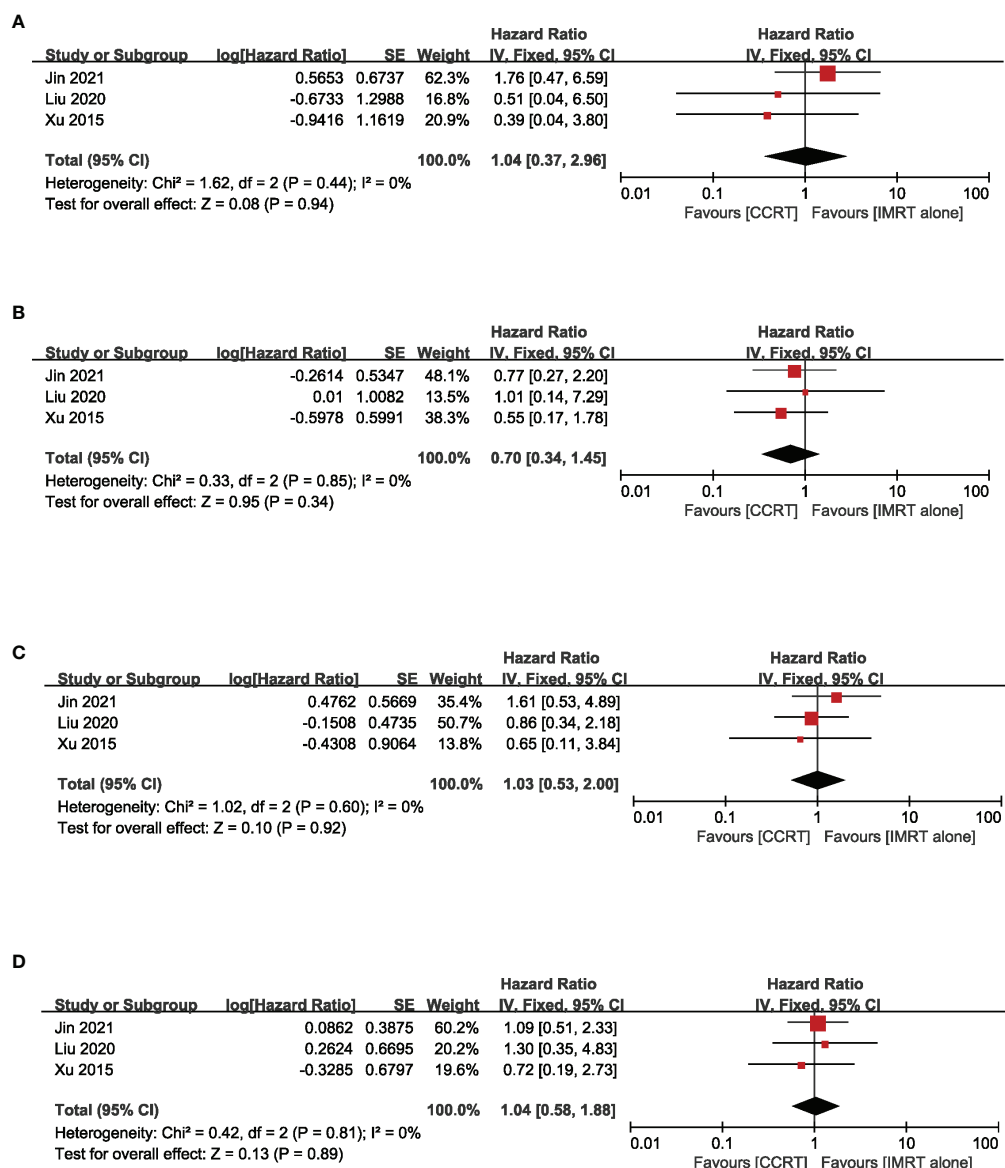 A
Hazard Ratio Hazard Ratio
Study or Subgroup log[Hazard Ratio] SE Weight IV, Fixed, 95% CI IV, Fixed, 95% CI
Jin 2021 0.5653 0.6737 62.3% 1.76 [0.47, 6.59]
Liu 2020 -0.6733 1.2988 16.8% 0.51 [0.04, 6.50]
Xu 2015 -0.9416 1.1619 20.9% 0.39 [0.04, 3.80]
Total (95% CI) 100.0% 1.04 [0.37, 2.96]
Heterogeneity: Chi² = 1.62, df = 2 (P = 0.44); I² = 0%
Test for overall effect: Z = 0.08 (P = 0.94)
0.01 0.1 1 10 100
Favours [CCRT] Favours [IMRT alone]
B
Hazard Ratio Hazard Ratio
Study or Subgroup log[Hazard Ratio] SE Weight IV, Fixed, 95% CI IV, Fixed, 95% CI
Jin 2021 -0.2614 0.5347 48.1% 0.77 [0.27, 2.20]
Liu 2020 0.01 1.0082 13.5% 1.01 [0.14, 7.29]
Xu 2015 -0.5978 0.5991 38.3% 0.55 [0.17, 1.78]
Total (95% CI) 100.0% 0.70 [0.34, 1.45]
Heterogeneity: Chi² = 0.33, df = 2 (P = 0.85); I² = 0%
Test for overall effect: Z = 0.95 (P = 0.34)
0.01 0.1 1 10 100
Favours [CCRT] Favours [IMRT alone]
C
Hazard Ratio Hazard Ratio
Study or Subgroup log[Hazard Ratio] SE Weight IV, Fixed, 95% CI IV, Fixed, 95% CI
Jin 2021 0.4762 0.5669 35.4% 1.61 [0.53, 4.89]
Liu 2020 -0.1508 0.4735 50.7% 0.86 [0.34, 2.18]
Xu 2015 -0.4308 0.9064 13.8% 0.65 [0.11, 3.84]
Total (95% CI) 100.0% 1.03 [0.53, 2.00]
Heterogeneity: Chi² = 1.02, df = 2 (P = 0.60); I² = 0%
Test for overall effect: Z = 0.10 (P = 0.92)
0.01 0.1 1 10 100
Favours [CCRT] Favours [IMRT alone]
D
Hazard Ratio Hazard Ratio
Study or Subgroup log[Hazard Ratio] SE Weight IV, Fixed, 95% CI IV, Fixed, 95% CI
Jin 2021 0.0862 0.3875 60.2% 1.09 [0.51, 2.33]
Liu 2020 0.2624 0.6695 20.2% 1.30 [0.35, 4.83]
Xu 2015 -0.3285 0.6797 19.6% 0.72 [0.19, 2.73]
Total (95% CI) 100.0% 1.04 [0.58, 1.88]
Heterogeneity: Chi² = 0.42, df = 2 (P = 0.81); I² = 0%
Test for overall effect: Z = 0.13 (P = 0.89)
0.01 0.1 1 10 100
Favours [CCRT] Favours [IMRT alone]